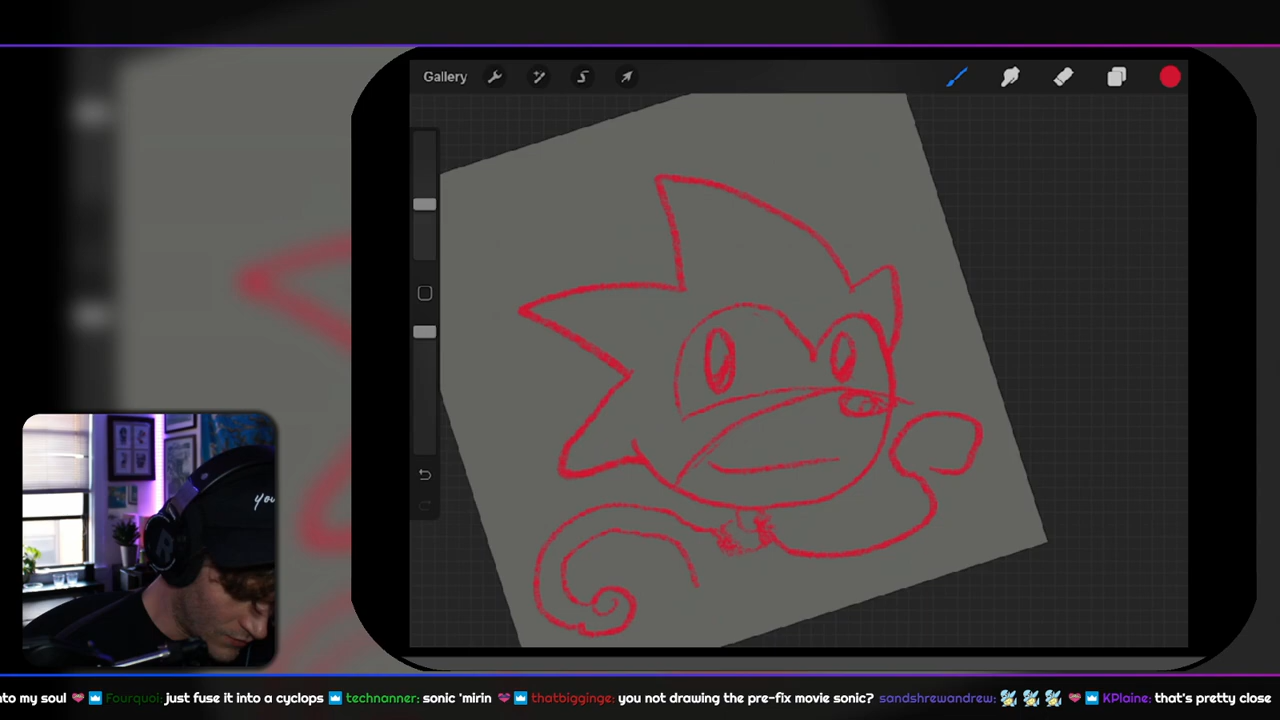 Gallery
you
R
nto my soul Fourquoi: just fuse it into a cyclops technanner: sonic 'mirin thatbigginge: you not drawing the pre-fix movie sonic? sandshrewandrew: KPlaine: that's pretty close